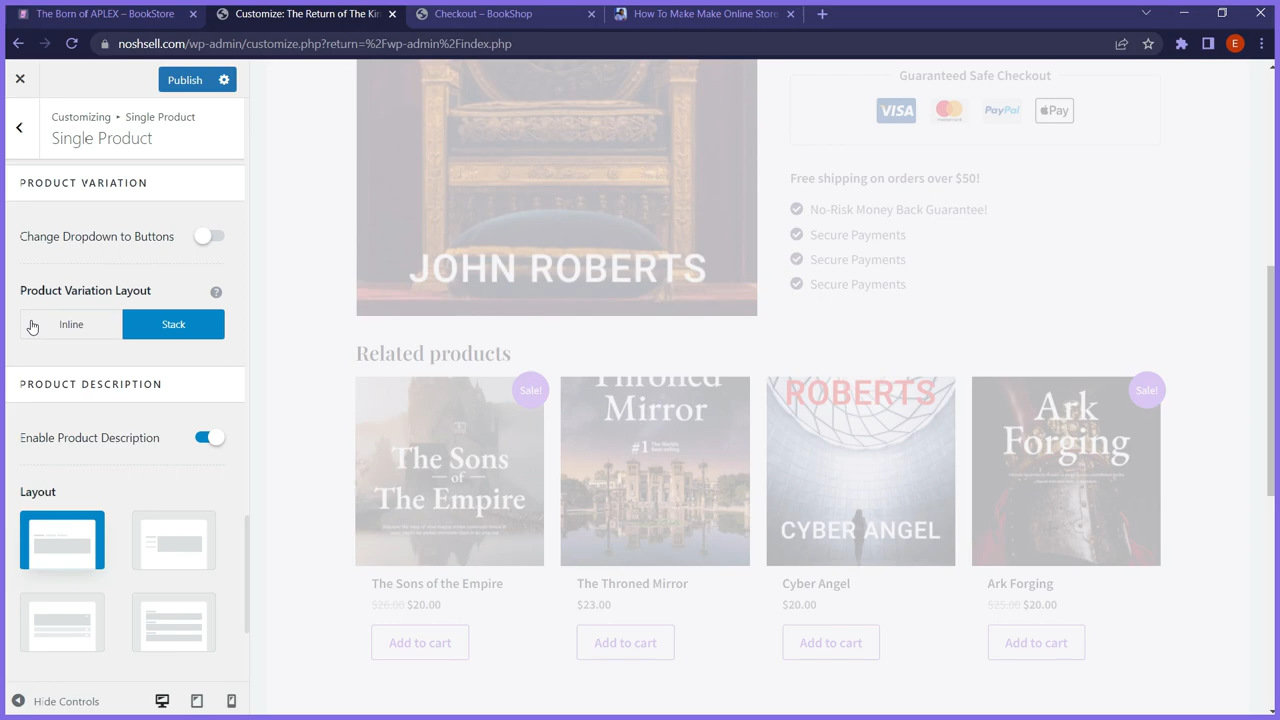 The Born of APLEX – BookStore
Customize: The Return of The Kin
Checkout – BookShop
How To Make Make Online Store
noshsell.com/wp-admin/customize.php?return=%2Fwp-admin%2Findex.php
E
Publish
Customizing ▸ Single Product
Single Product
PRODUCT VARIATION
Change Dropdown to Buttons
Product Variation Layout
?
Inline
Stack
PRODUCT DESCRIPTION
Enable Product Description
Layout
Hide Controls
JOHN ROBERTS
Guaranteed Safe Checkout
VISA
mastercard
PayPal
Pay
Free shipping on orders over $50!
No-Risk Money Back Guarantee!
Secure Payments
Secure Payments
Secure Payments
Related products
Sale!
The Sons
of
The Empire
Throned
Mirror
#1
ROBERTS
CYBER ANGEL
Sale!
Ark
Forging
The Sons of the Empire
$26.00 $20.00
Add to cart
The Throned Mirror
$23.00
Add to cart
Cyber Angel
$20.00
Add to cart
Ark Forging
$25.00 $20.00
Add to cart